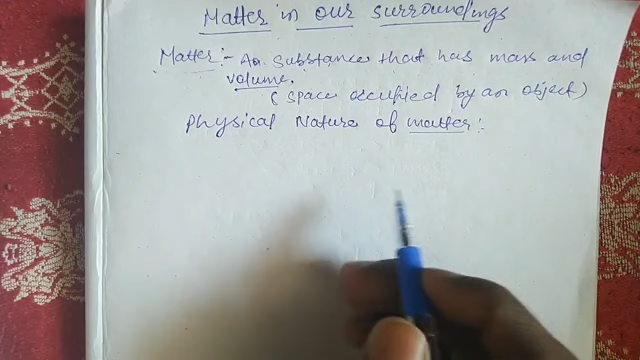 Matter in our surroundings
Matter :- An substance that has mass and
volume.
( space occupied by an object)
Physical Nature of matter :